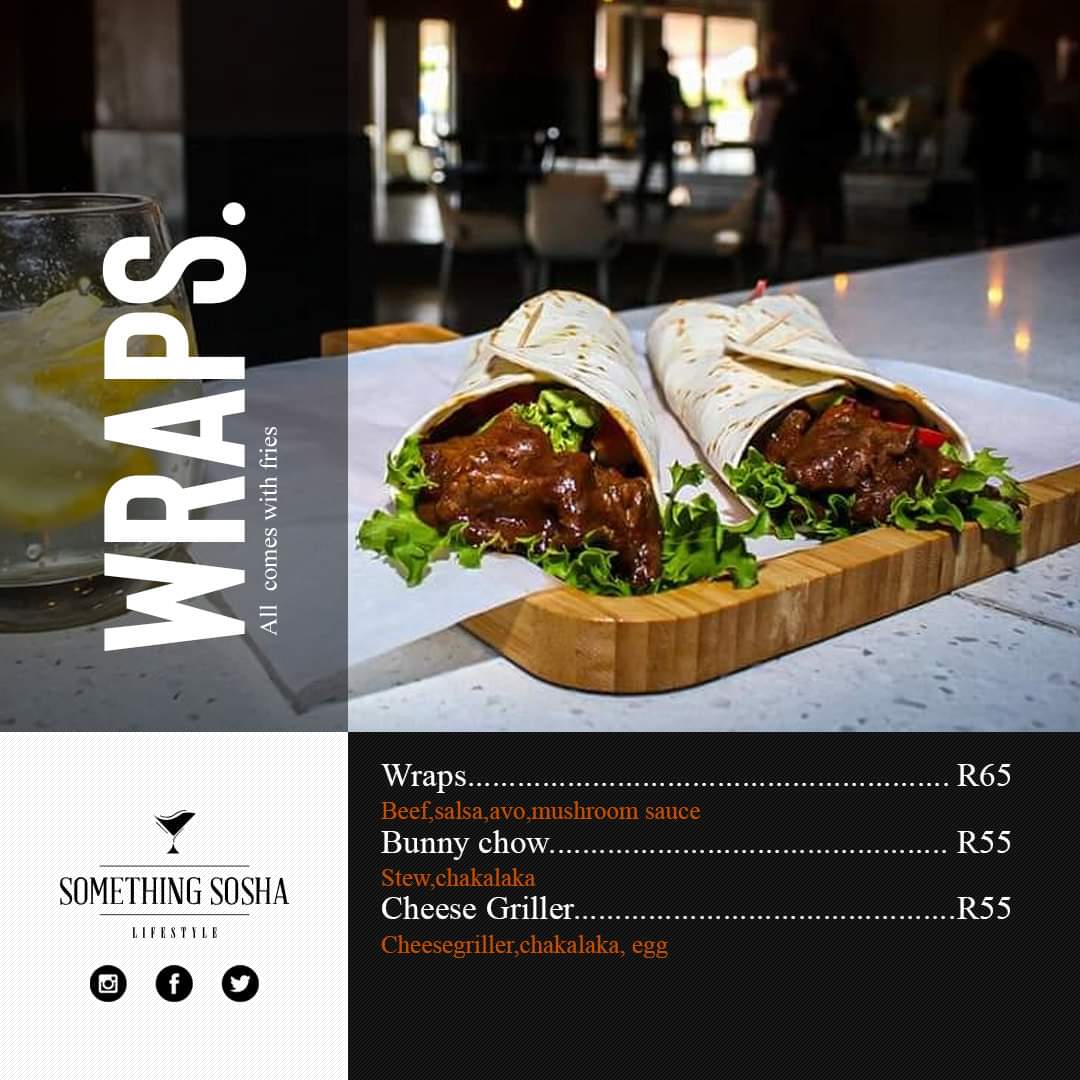 WRAPS.
All comes with fries
Wraps........................................................ R65
Beef,salsa,avo,mushroom sauce
Bunny chow.............................................. R55
Stew,chakalaka
Cheese Griller............................................R55
Cheesegriller,chakalaka, egg
SOMETHING SOSHA
LIFESTYLE